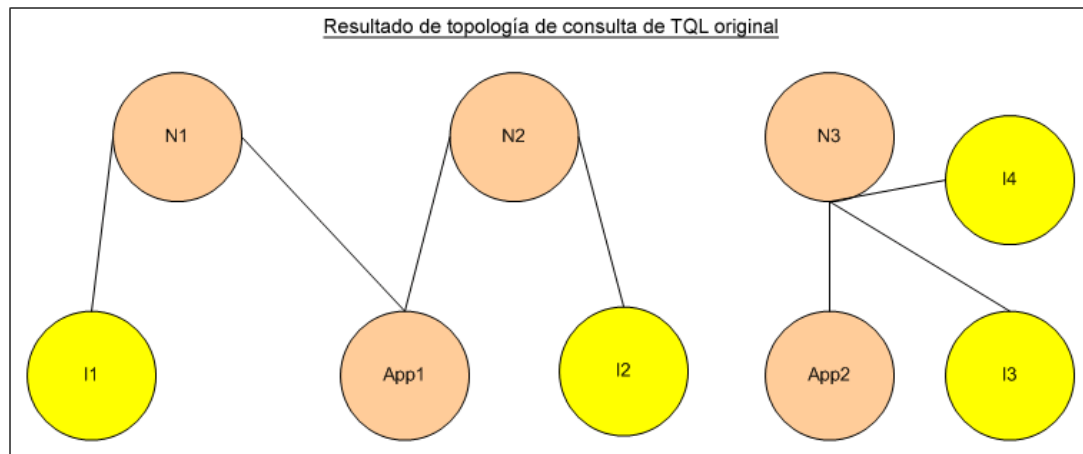 Resultado de topología de consulta de TQL original
N1
N2
N3
I4
I1
App1
I2
App2
I3